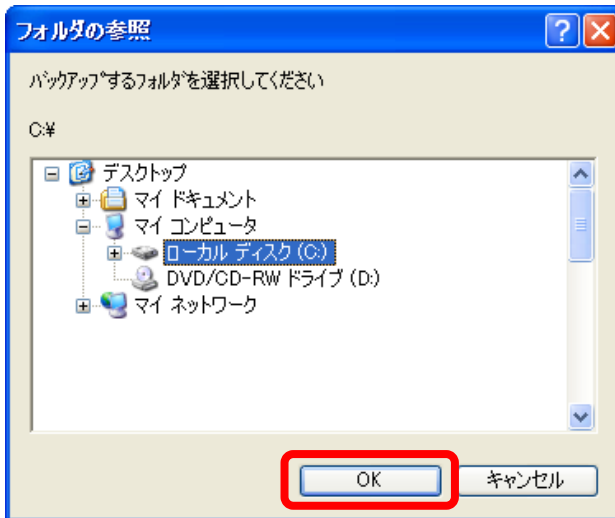 フォルダの参照
バックアップするフォルダを選択してください
C:¥
デスクトップ
マイ ドキュメント
マイ コンピュータ
ローカル ディスク (C:)
DVD/CD-RW ドライブ (D:)
マイ ネットワーク
OK キャンセル